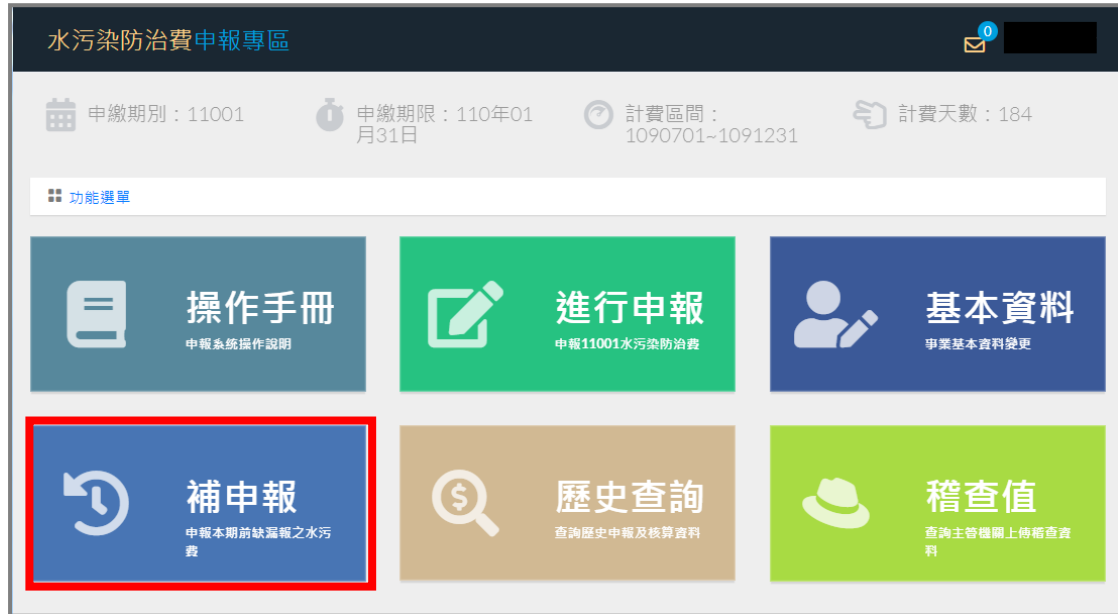 水污染防治費申報專區
0
申繳期別：11001
申繳期限：110年01
月31日
計費區間：
1090701~1091231
計費天數：184
功能選單
操作手冊
申報系統操作說明
進行申報
申報11001水污染防治費
基本資料
事業基本資料變更
補申報
申報本期前缺漏報之水污
費
歷史查詢
查詢歷史申報及核算資料
稽查值
查詢主管機關上傳稽查資
料